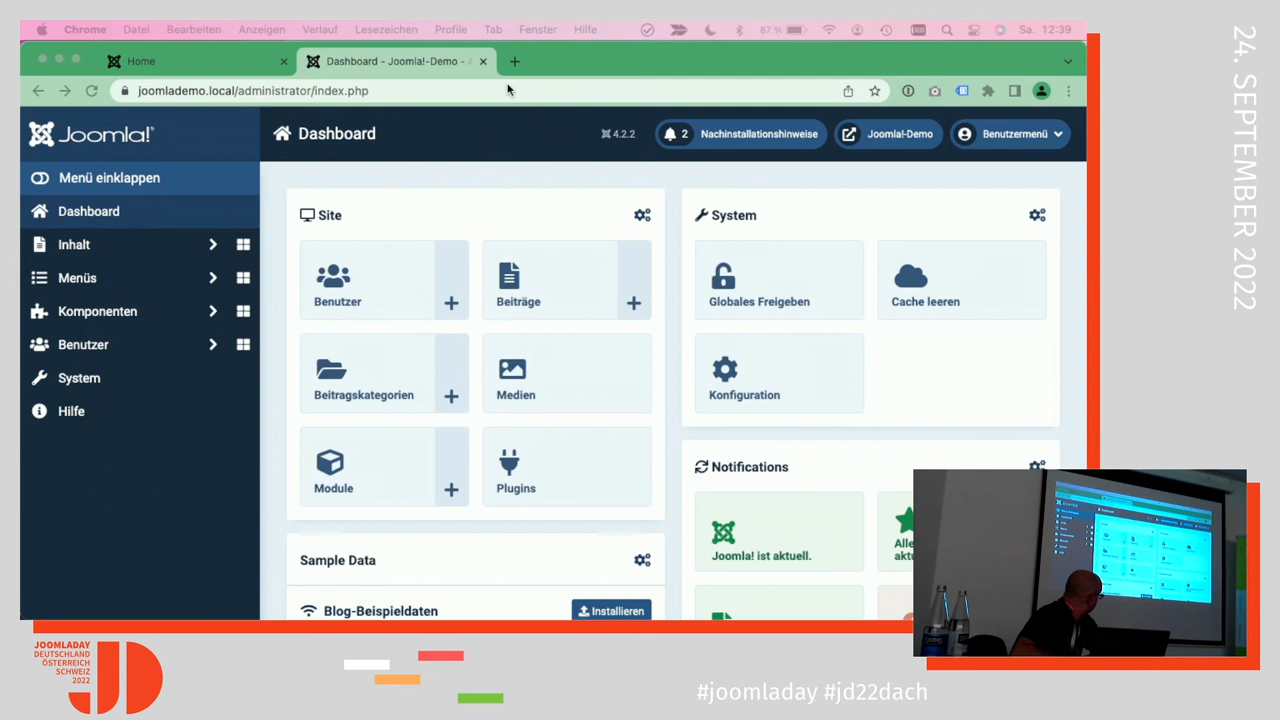 Chrome Datei Bearbeiten Anzeigen Verlauf Lesezeichen Profile Tab Fenster Hilfe 87 % Sa. 12:39
Home Dashboard - Joomla!-Demo -
joomlademo.local/administrator/index.php
Joomla!
Dashboard 4.2.2 2 Nachinstallationshinweise Joomla!-Demo Benutzermenü
Menü einklappen
Dashboard
Inhalt
Menüs
Komponenten
Benutzer
System
Hilfe
Site
Benutzer Beiträge
Beitragskategorien Medien
Module Plugins
Sample Data
Blog-Beispieldaten Installieren
System
Globales Freigeben Cache leeren
Konfiguration
Notifications
Joomla! ist aktuell.
24. SEPTEMBER 2022
JOOMLADAY
DEUTSCHLAND
ÖSTERREICH
SCHWEIZ
2022
JD
#joomladay #jd22dach